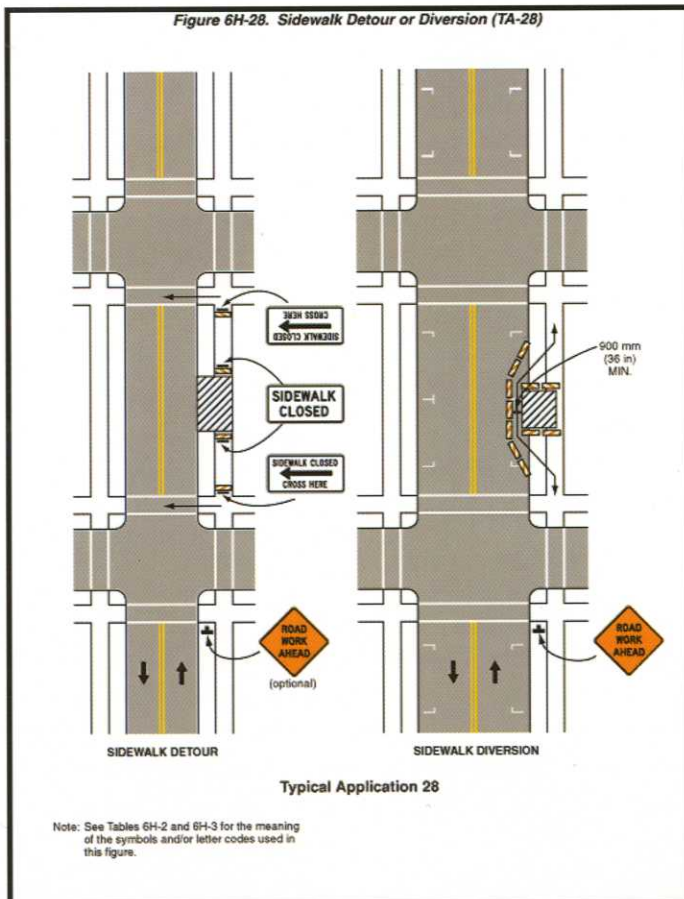 Figure 6H-28. Sidewalk Detour or Diversion (TA-28)
SIDEWALK CLOSED
CROSS HERE
900 mm
(36 in)
MIN.
SIDEWALK
CLOSED
SIDEWALK CLOSED
CROSS HERE
ROAD
WORK
AHEAD
(optional)
ROAD
WORK
AHEAD
SIDEWALK DETOUR
SIDEWALK DIVERSION
Typical Application 28
Note: See Tables 6H-2 and 6H-3 for the meaning
of the symbols and/or letter codes used in
this figure.